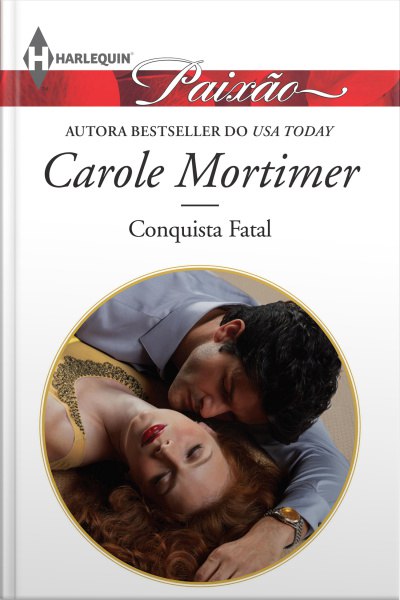 HARLEQUIN®
Paixão
AUTORA BESTSELLER DO USA TODAY
Carole Mortimer
Conquista Fatal